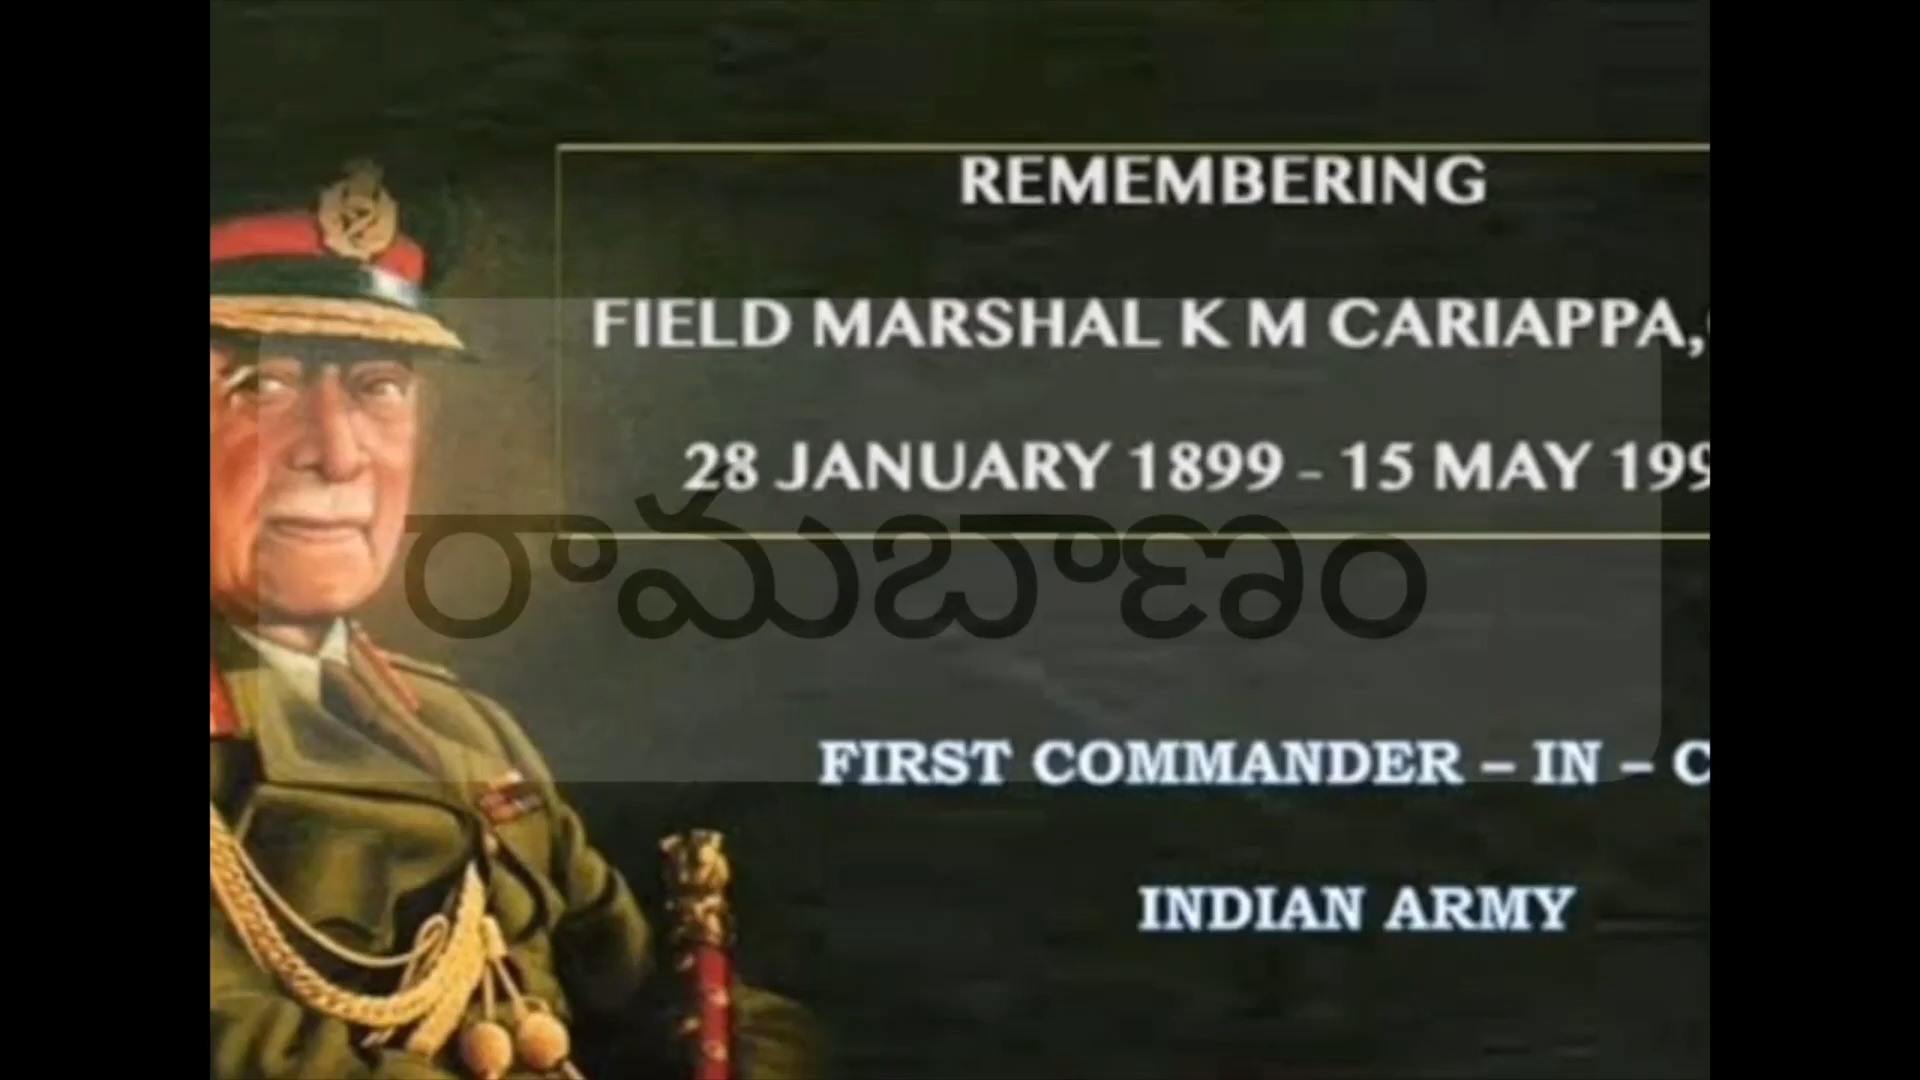 REMEMBERING
FIELD MARSHAL K M CARIAPPA,
28 JANUARY 1899 - 15 MAY 199
రామబాణం
FIRST COMMANDER – IN – C
INDIAN ARMY